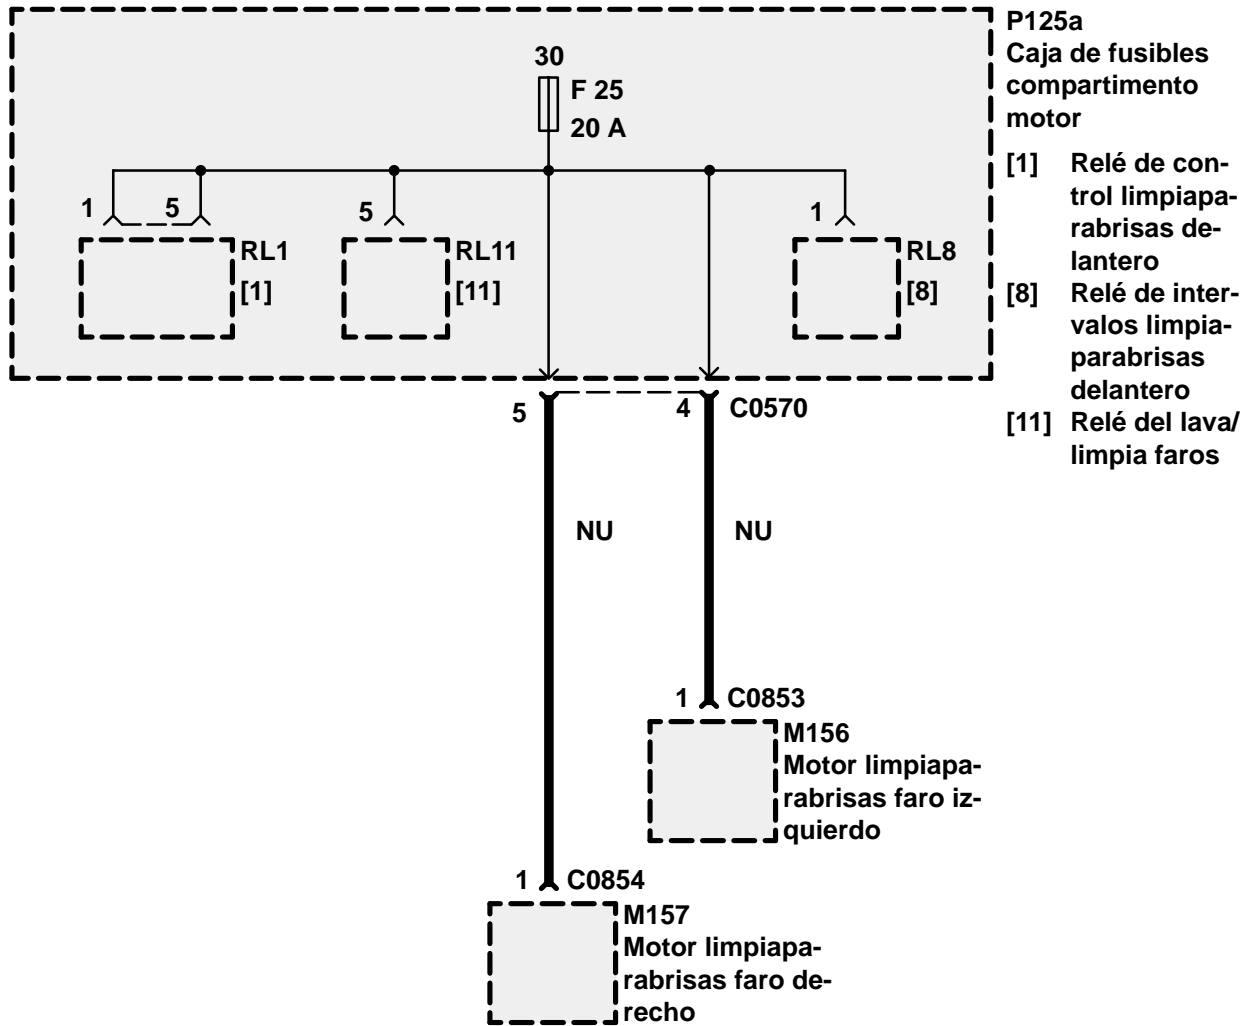 P125a
Caja de fusibles
compartimento
motor
30
F 25
20 A
[1] Relé de con-
trol limpiapa-
rabrisas de-
lantero
1
5
5
1
RL1
[1]
RL11
[11]
RL8
[8]
[8] Relé de inter-
valos limpia-
parabrisas
delantero
[11] Relé del lava/
limpia faros
5
4
C0570
NU
NU
1
C0853
M156
Motor limpiapa-
rabrisas faro iz-
quierdo
1
C0854
M157
Motor limpiapa-
rabrisas faro de-
recho